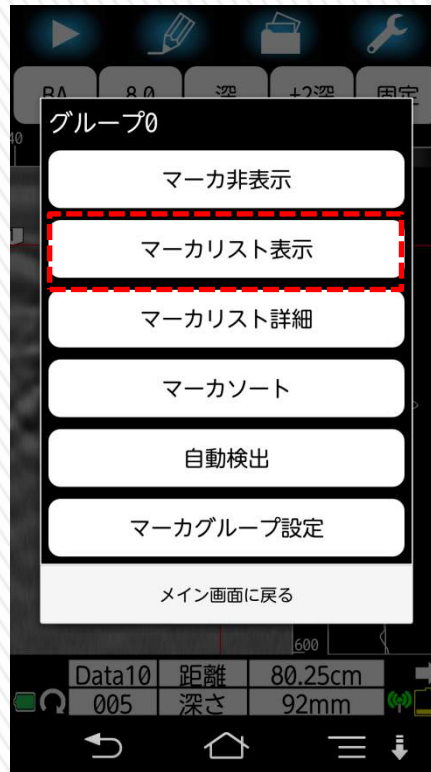 BA 8.0 深 +2深 固定
40
グループ0
マーカ非表示
マーカリスト表示
マーカリスト詳細
マーカソート
自動検出
マーカグループ設定
メイン画面に戻る
600
Data10 距離 80.25cm
005 深さ 92mm